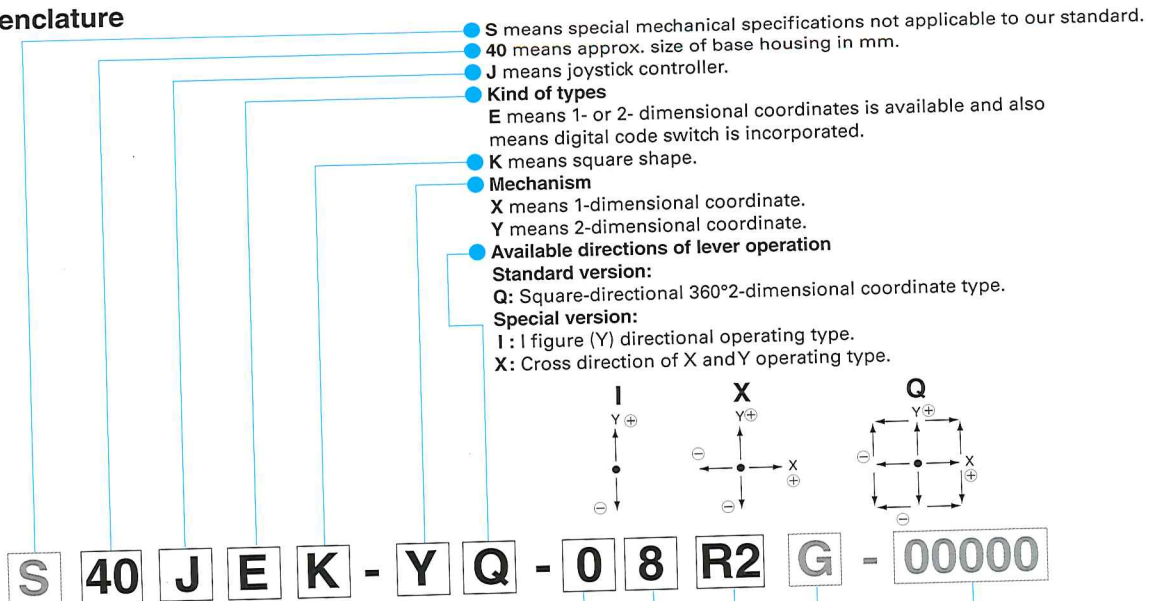 enclature
S means special mechanical specifications not applicable to our standard.
40 means approx. size of base housing in mm.
J means joystick controller.
Kind of types
E means 1- or 2- dimensional coordinates is available and also
means digital code switch is incorporated.
K means square shape.
Mechanism
X means 1-dimensional coordinate.
Y means 2-dimensional coordinate.
Available directions of lever operation
Standard version:
Q: Square-directional 360°2-dimensional coordinate type.
Special version:
I : I figure (Y) directional operating type.
X: Cross direction of X andY operating type.
I X Q
Y ⊕ Y⊕ Y⊕
⊖ X ⊖ X
⊕ ⊕
⊖ ⊖ ⊖
S 40 J E K - Y Q - 0 8 R2 G - 00000